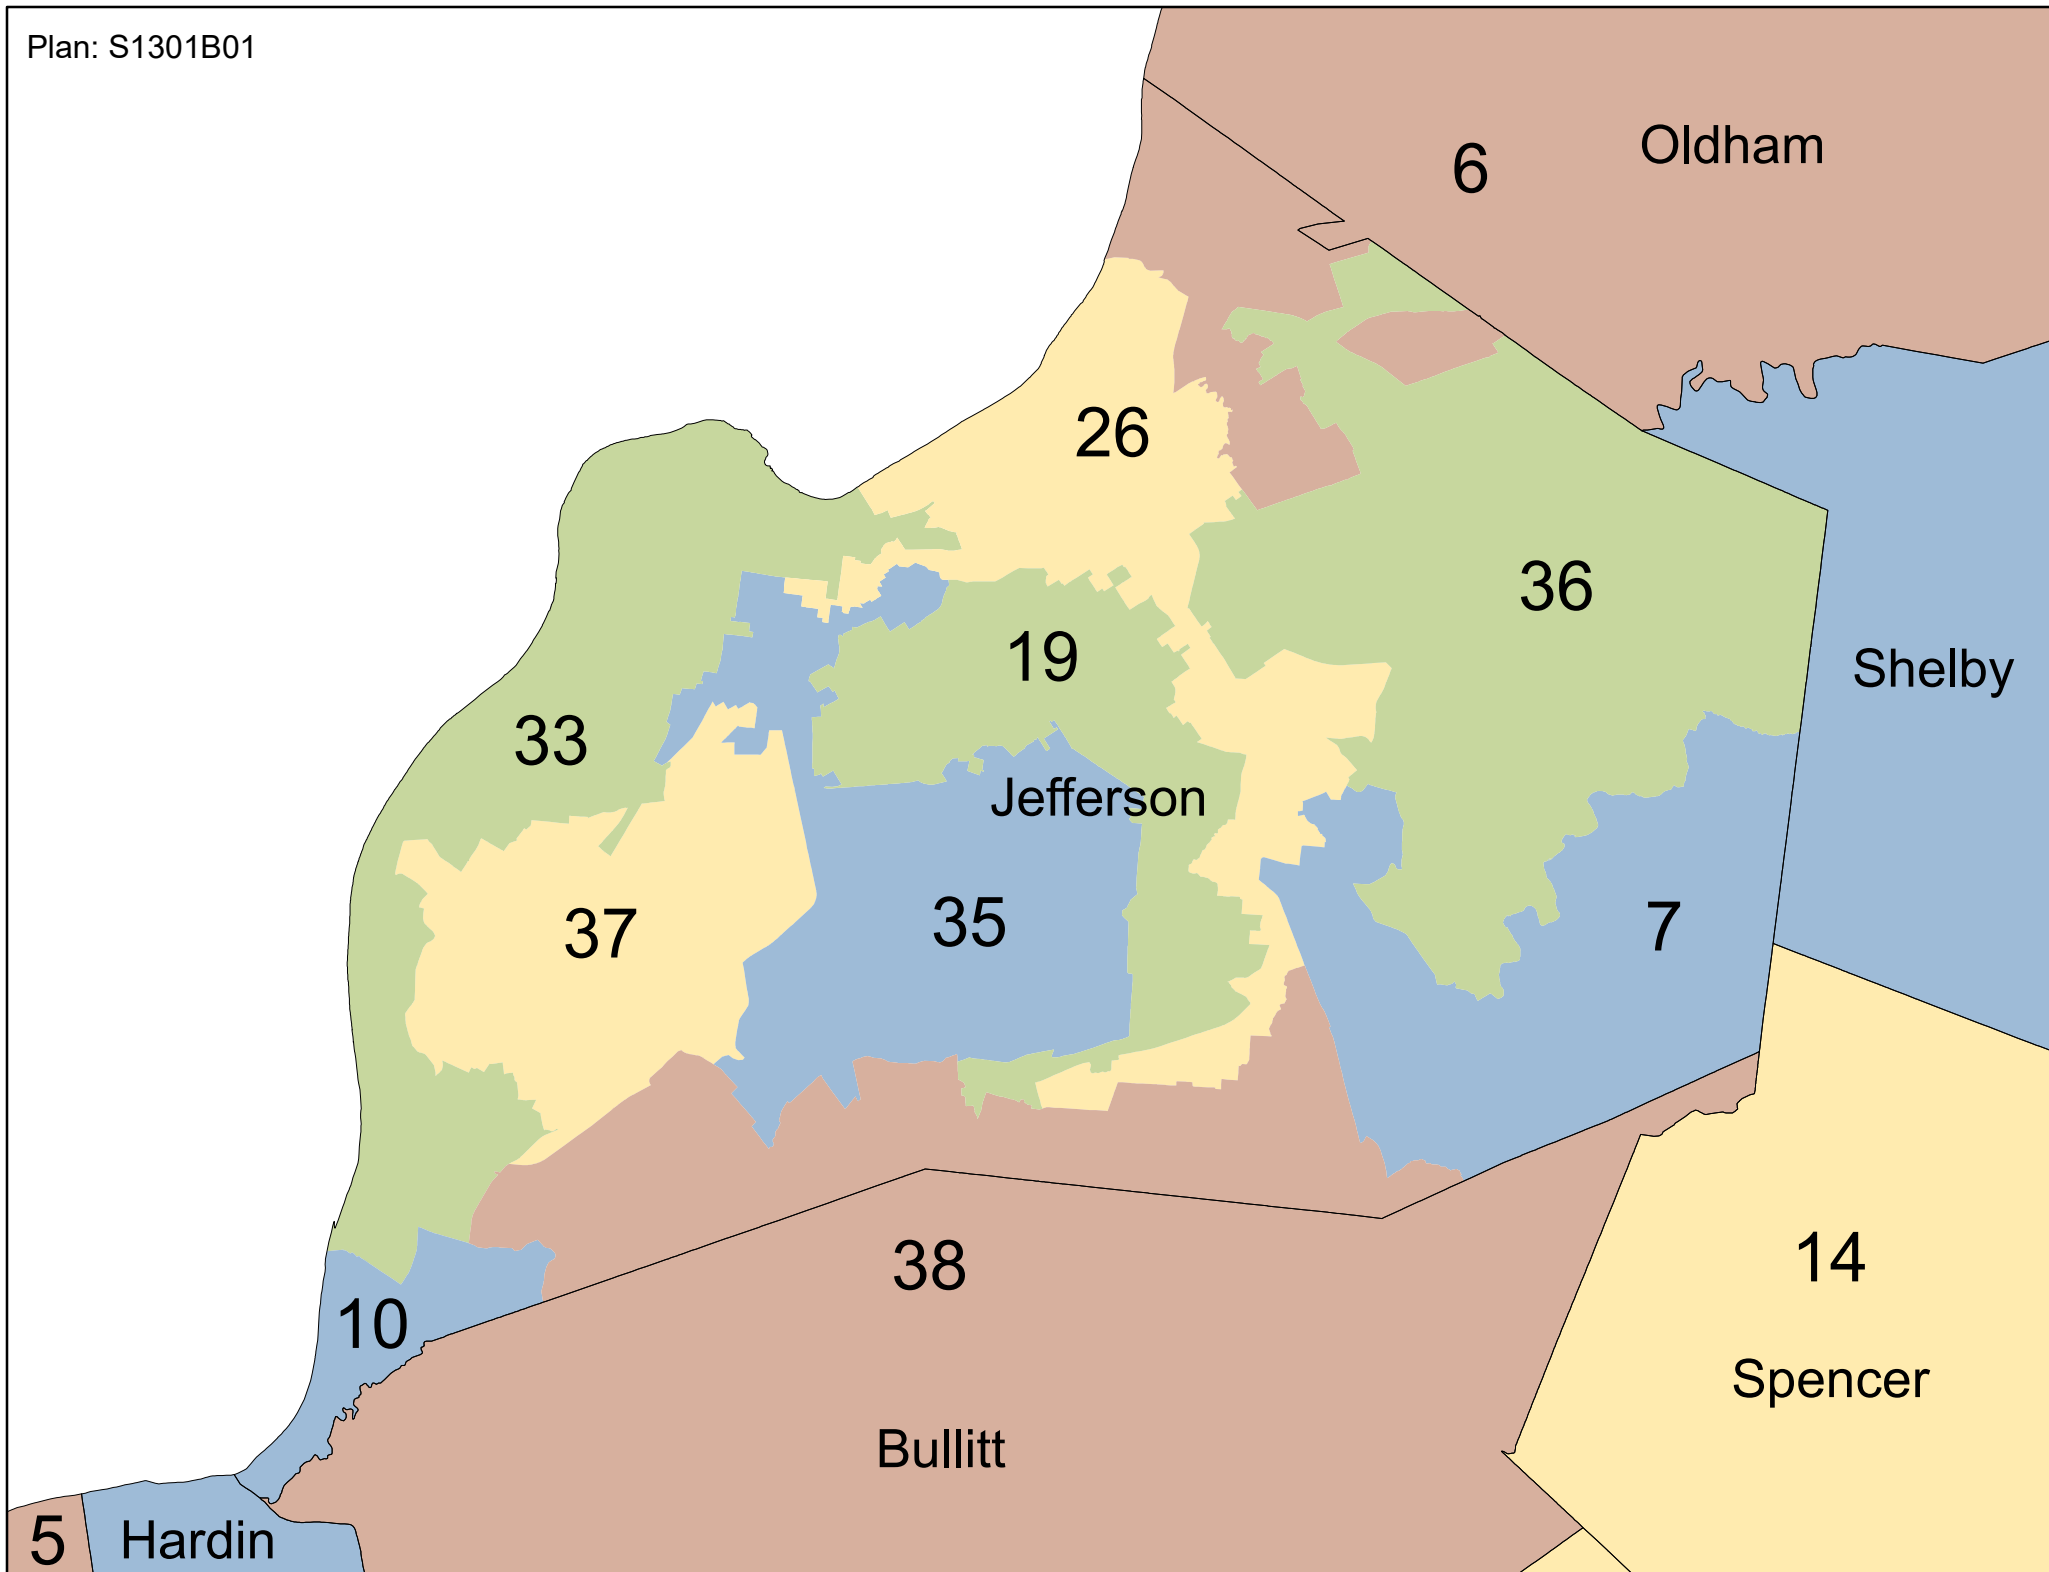 Plan: S1301B01
Oldham
6
26
36
19
Shelby
33
Jefferson
35
7
37
14
38
10
Spencer
Bullitt
5
Hardin